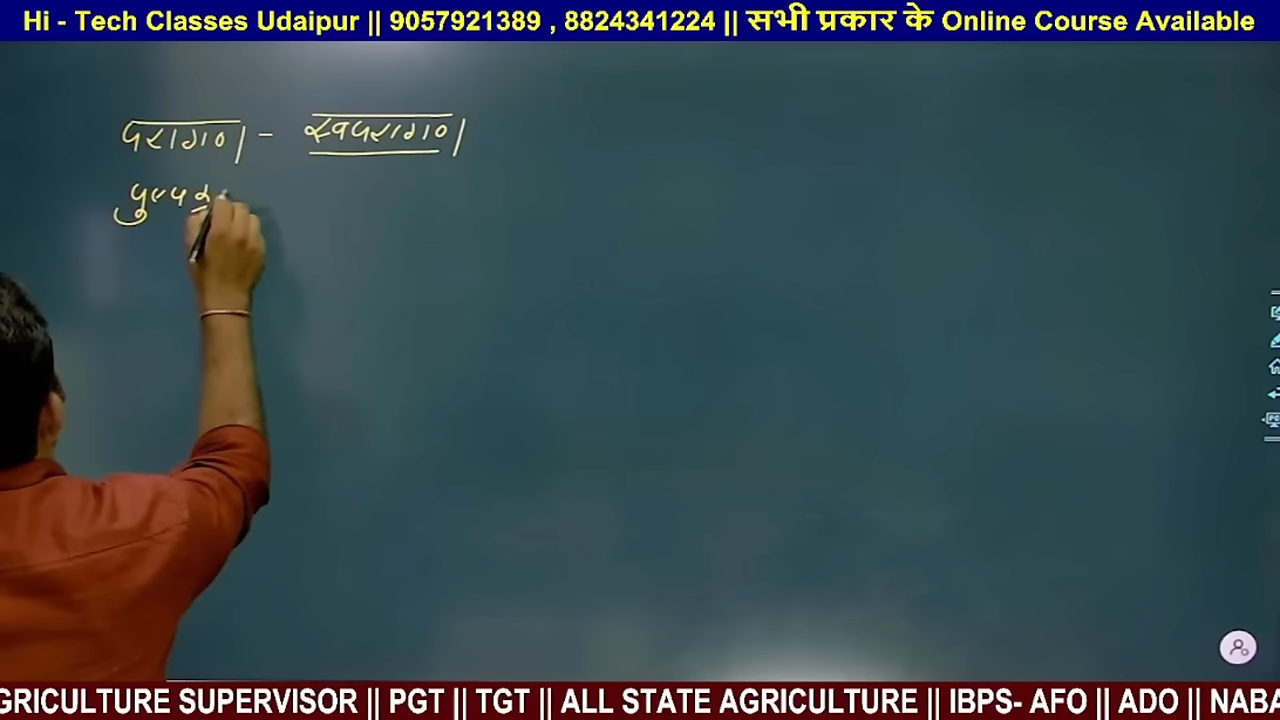 Hi - Tech Classes Udaipur || 9057921389 , 8824341224 || सभी प्रकार के Online Course Available
परागण - स्वपरागण
GRICULTURE SUPERVISOR || PGT || TGT || ALL STATE AGRICULTURE || IBPS- AFO || ADO || NABA